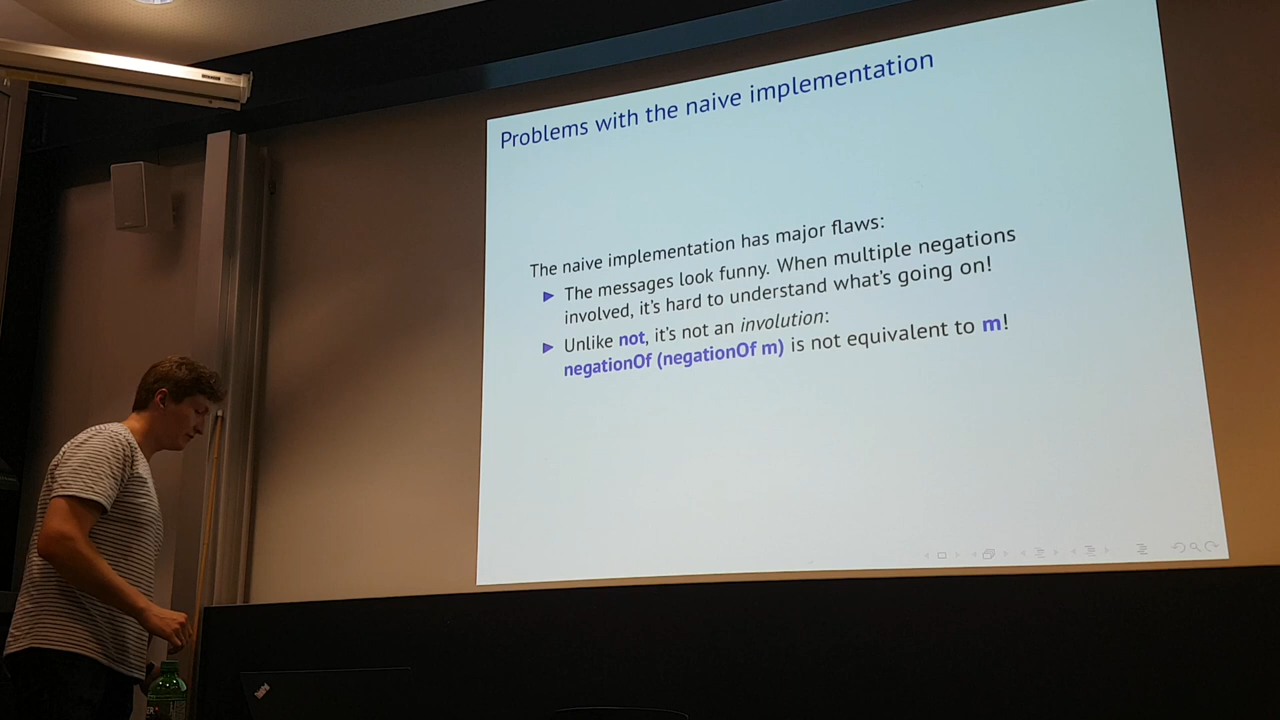 Problems with the naive implementation
The naive implementation has major flaws:
The messages look funny. When multiple negations
involved, it's hard to understand what's going on!
Unlike not, it's not an involution:
negationOf (negationOf m) is not equivalent to m!